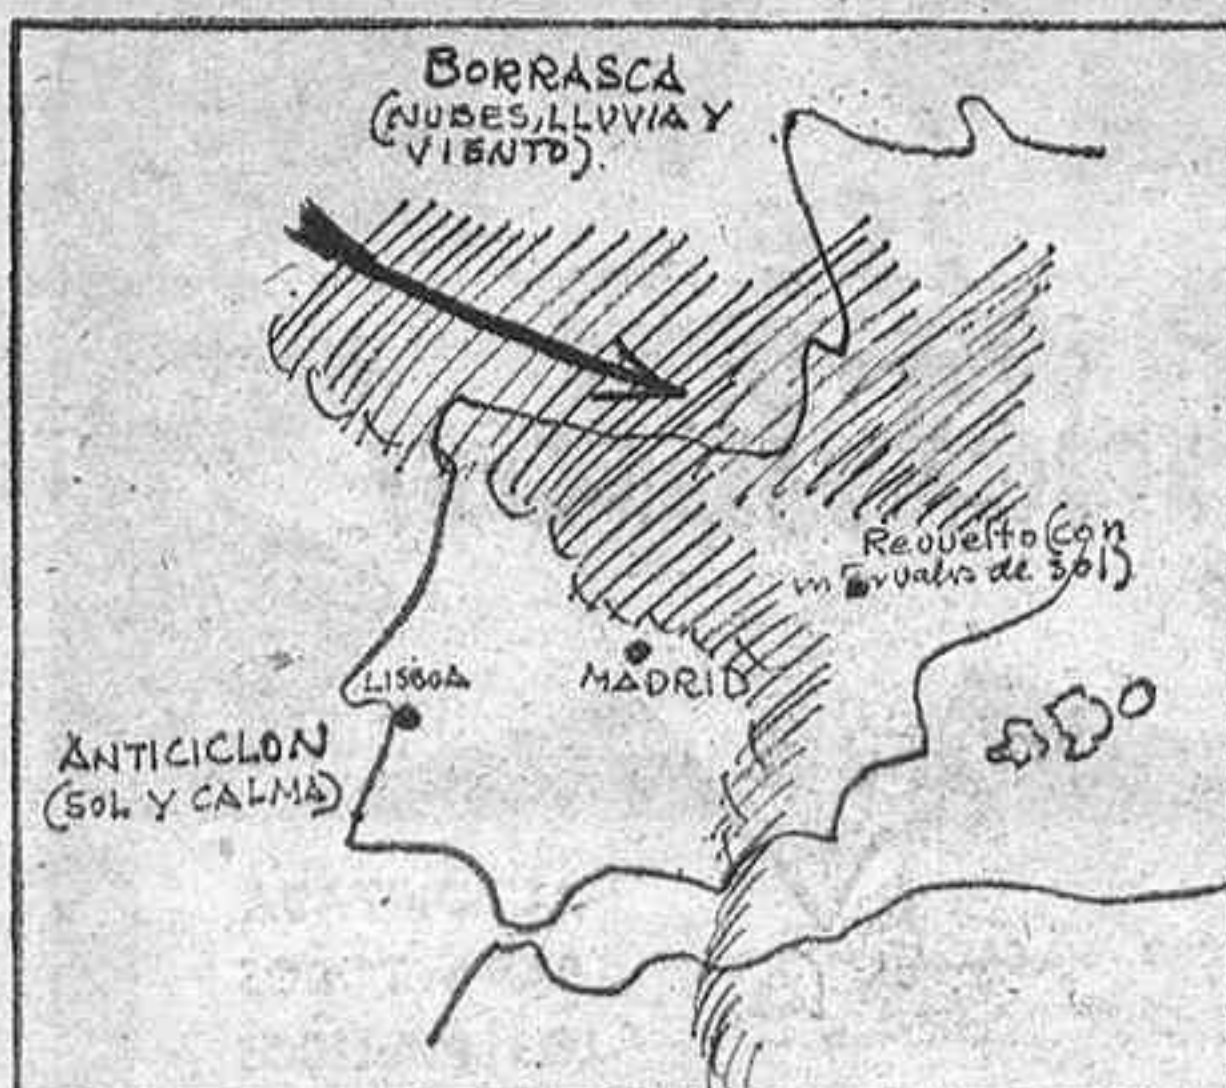 BORRASCA
(NUBES, LLUVIA Y
VIENTO).
Revuelto (con
intervalos de sol)
LISBOA
MADRID
ANTICICLON
(SOL Y CALMA)